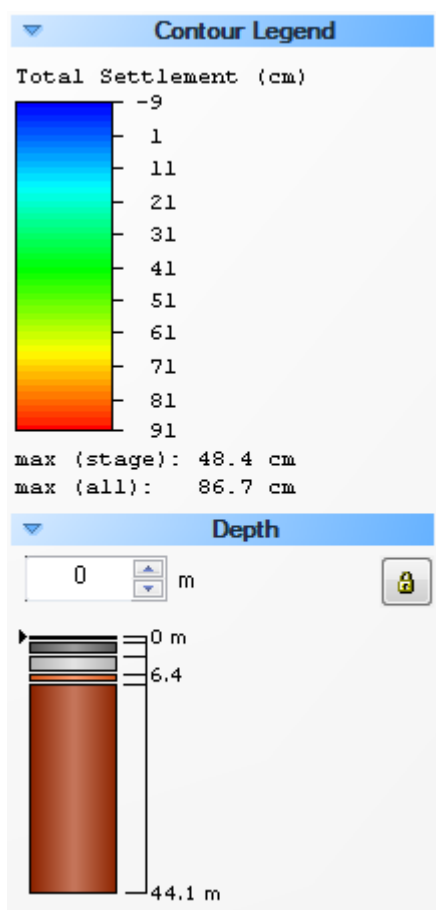 Contour Legend
Total Settlement (cm)
-9
1
11
21
31
41
51
61
71
81
91
max (stage): 48.4 cm
max (all): 86.7 cm
Depth
0 m
0 m
6.4
44.1 m